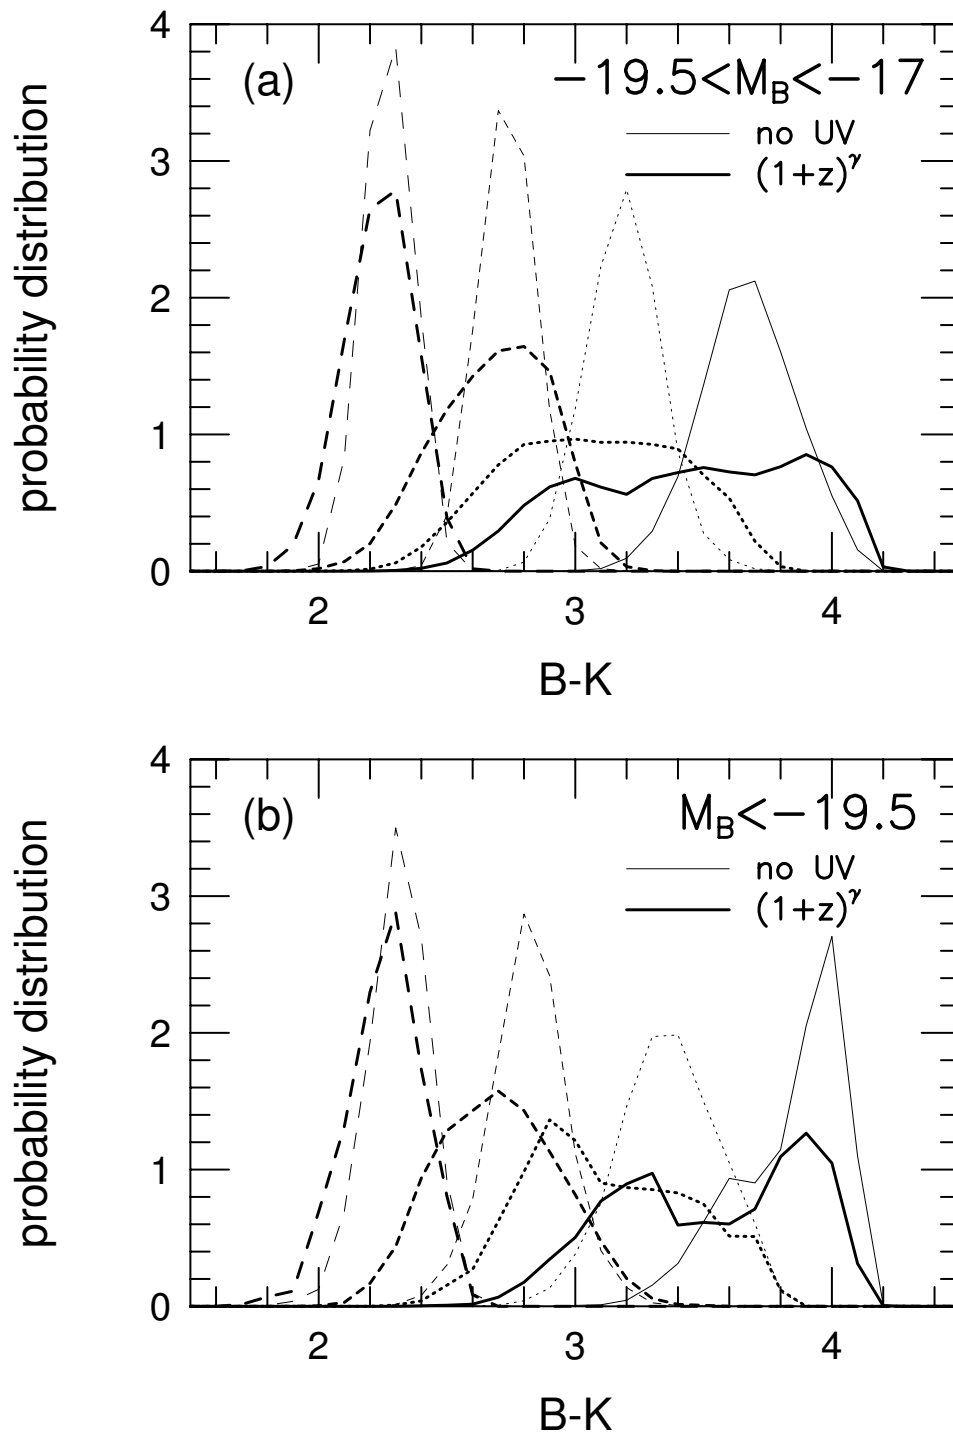 4
(a)
−19.5<M_B<−17
no UV
(1+z)^γ
3
2
1
0
probability distribution
2 3 4
B-K
4
(b)
M_B<−19.5
no UV
(1+z)^γ
3
2
1
0
probability distribution
2 3 4
B-K